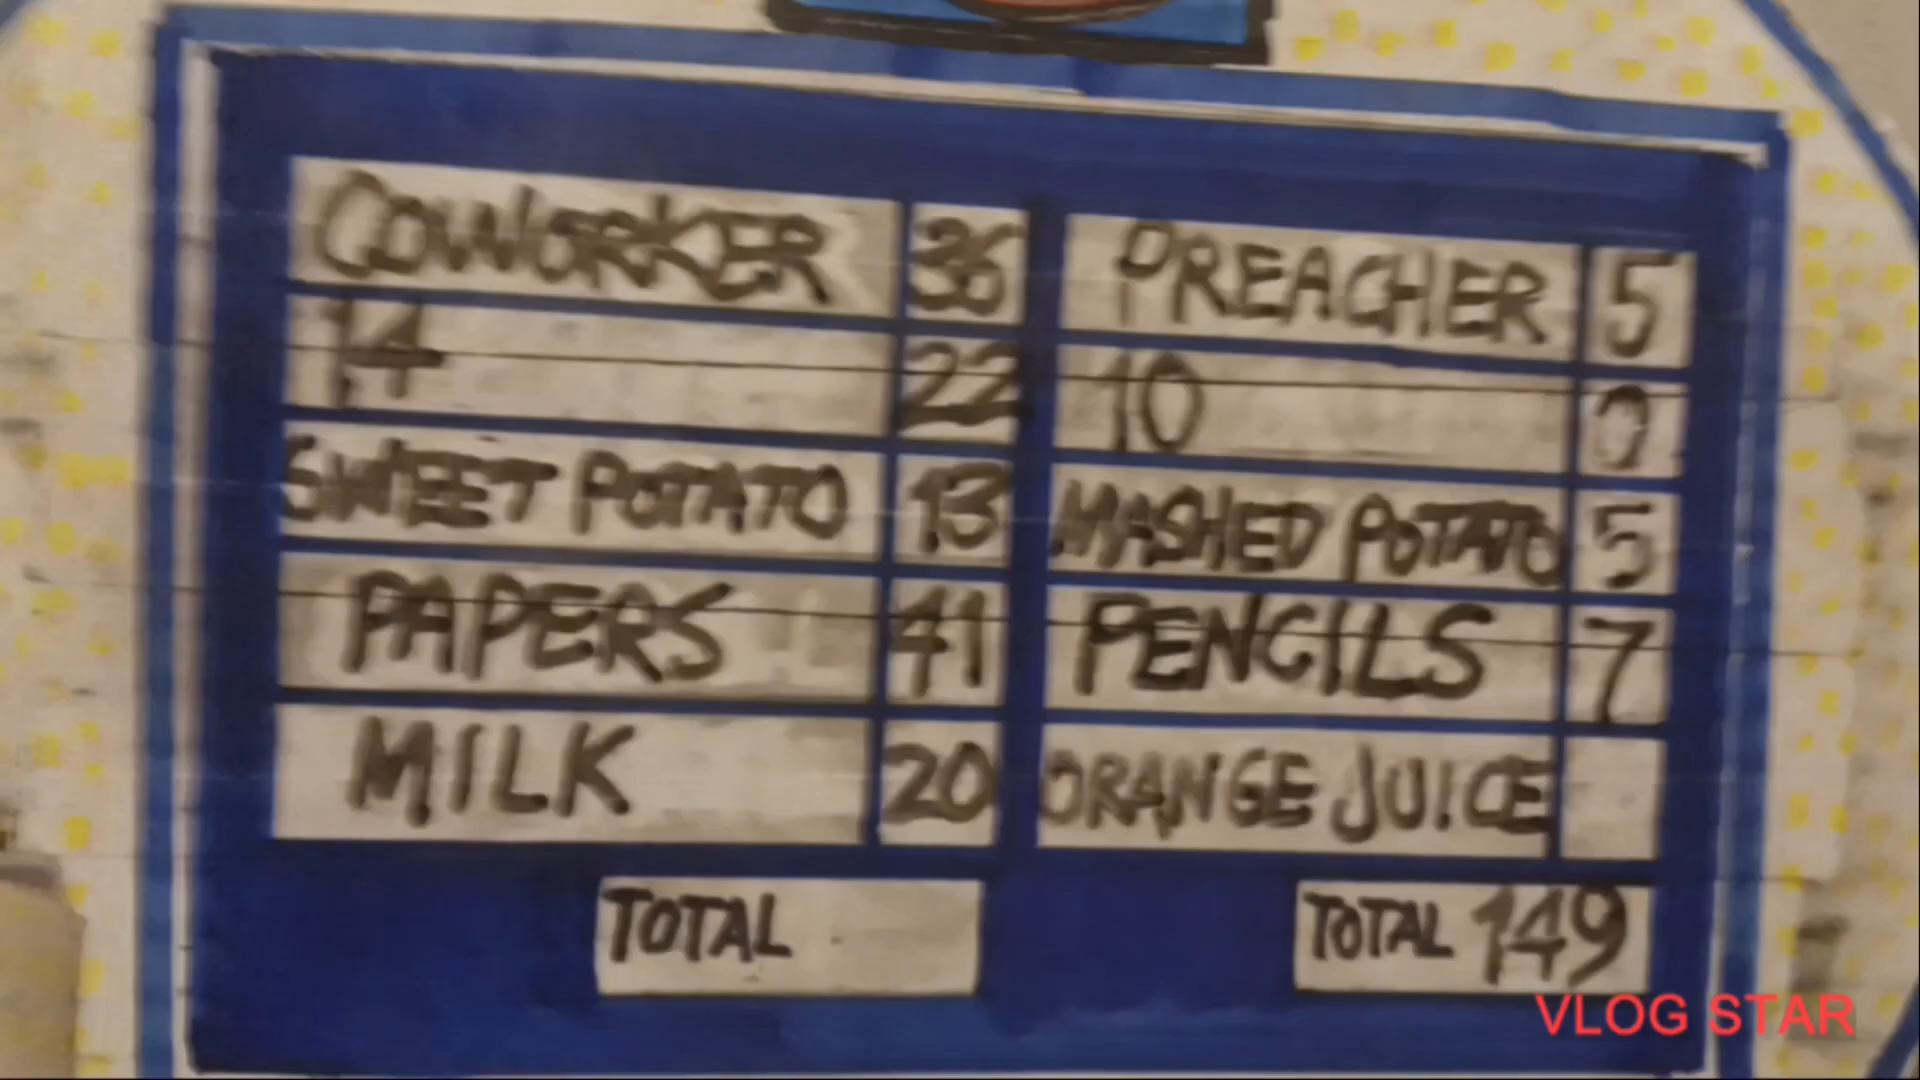 COWORKER 36 PREACHER 5
14 22 10 0
SWEET POTATO 13 MASHED POTATO 5
PAPERS 41 PENCILS 7
MILK 20 ORANGE JUICE
TOTAL TOTAL 149
VLOG STAR